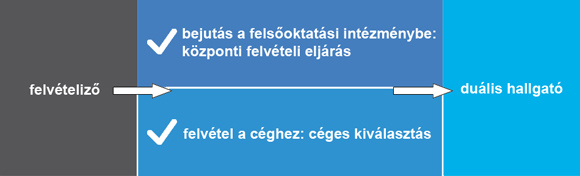 bejutás a felsőoktatási intézménybe:
központi felvételi eljárás
felvételiző
duális hallgató
felvétel a céghez: céges kiválasztás